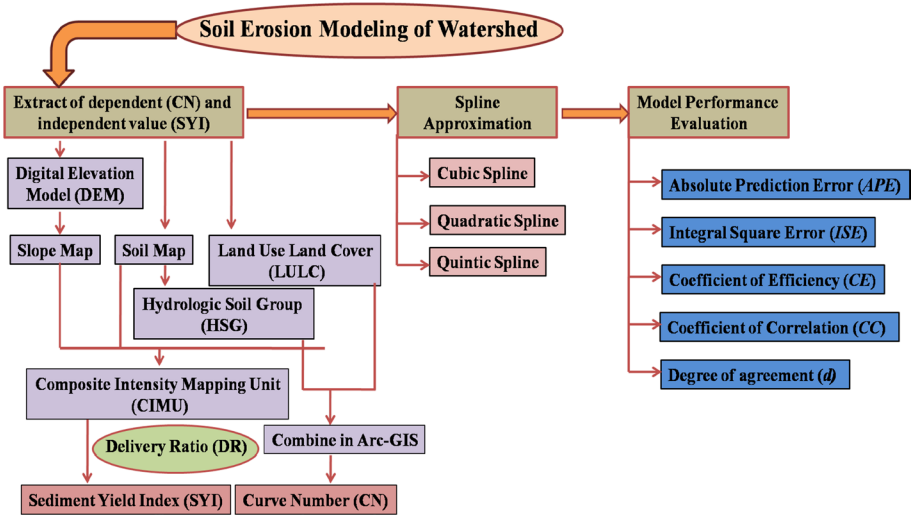 Soil Erosion Modeling of Watershed
Extract of dependent (CN) and
independent value (SYI)
Spline
Approximation
Model Performance
Evaluation
Digital Elevation
Model (DEM)
Slope Map
Soil Map
Land Use Land Cover
(LULC)
Hydrologic Soil Group
(HSG)
Composite Intensity Mapping Unit
(CIMU)
Delivery Ratio (DR)
Combine in Arc-GIS
Sediment Yield Index (SYI)
Curve Number (CN)
Cubic Spline
Quadratic Spline
Quintic Spline
Absolute Prediction Error (APE)
Integral Square Error (ISE)
Coefficient of Efficiency (CE)
Coefficient of Correlation (CC)
Degree of agreement (d)